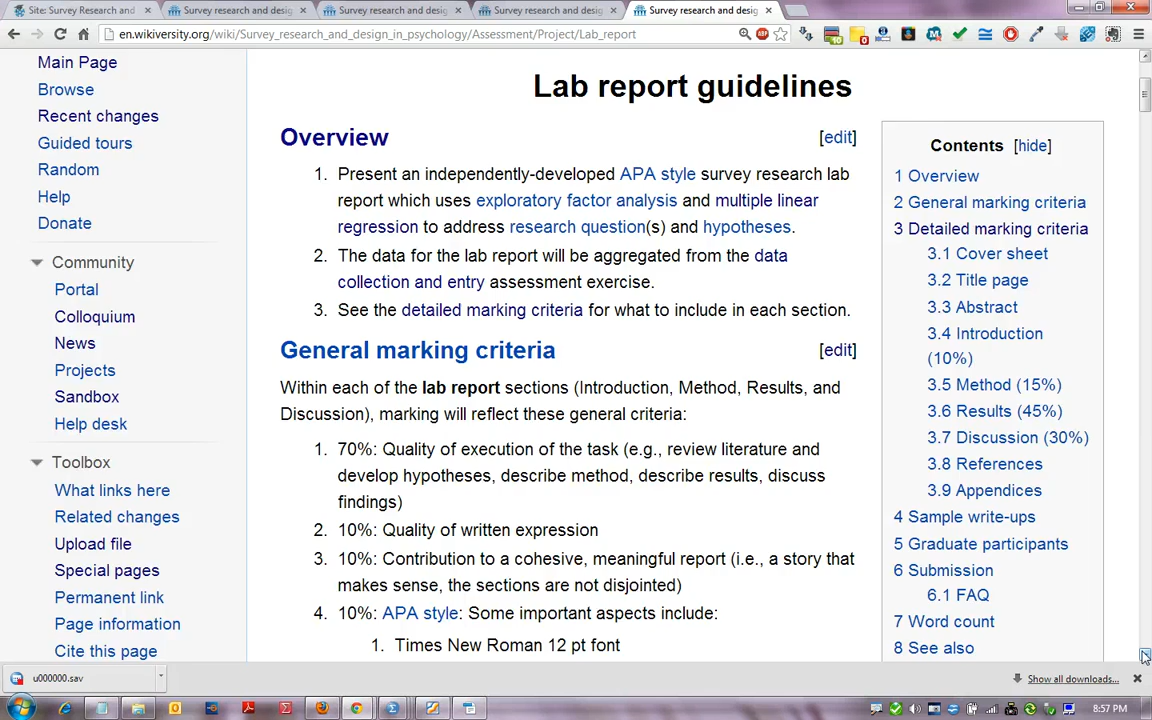 Site: Survey Research and
Survey research and design
Survey research and design
Survey research and design
Survey research and design
en.wikiversity.org/wiki/Survey_research_and_design_in_psychology/Assessment/Project/Lab_report
Main Page
Browse
Recent changes
Guided tours
Random
Help
Donate
Community
Portal
Colloquium
News
Projects
Sandbox
Help desk
Toolbox
What links here
Related changes
Upload file
Special pages
Permanent link
Page information
Cite this page
Lab report guidelines
Overview [edit]
1. Present an independently-developed APA style survey research lab
report which uses exploratory factor analysis and multiple linear
regression to address research question(s) and hypotheses.
2. The data for the lab report will be aggregated from the data
collection and entry assessment exercise.
3. See the detailed marking criteria for what to include in each section.
General marking criteria [edit]
Within each of the lab report sections (Introduction, Method, Results, and
Discussion), marking will reflect these general criteria:
1. 70%: Quality of execution of the task (e.g., review literature and
develop hypotheses, describe method, describe results, discuss
findings)
2. 10%: Quality of written expression
3. 10%: Contribution to a cohesive, meaningful report (i.e., a story that
makes sense, the sections are not disjointed)
4. 10%: APA style: Some important aspects include:
1. Times New Roman 12 pt font
Contents [hide]
1 Overview
2 General marking criteria
3 Detailed marking criteria
3.1 Cover sheet
3.2 Title page
3.3 Abstract
3.4 Introduction
(10%)
3.5 Method (15%)
3.6 Results (45%)
3.7 Discussion (30%)
3.8 References
3.9 Appendices
4 Sample write-ups
5 Graduate participants
6 Submission
6.1 FAQ
7 Word count
8 See also
u000000.sav
Show all downloads...
8:57 PM